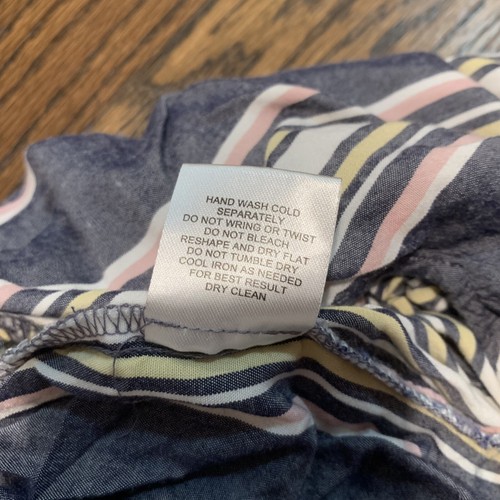 HAND WASH COLD
SEPARATELY
DO NOT WRING OR TWIST
DO NOT BLEACH
RESHAPE AND DRY FLAT
DO NOT TUMBLE DRY
COOL IRON AS NEEDED
FOR BEST RESULT
DRY CLEAN